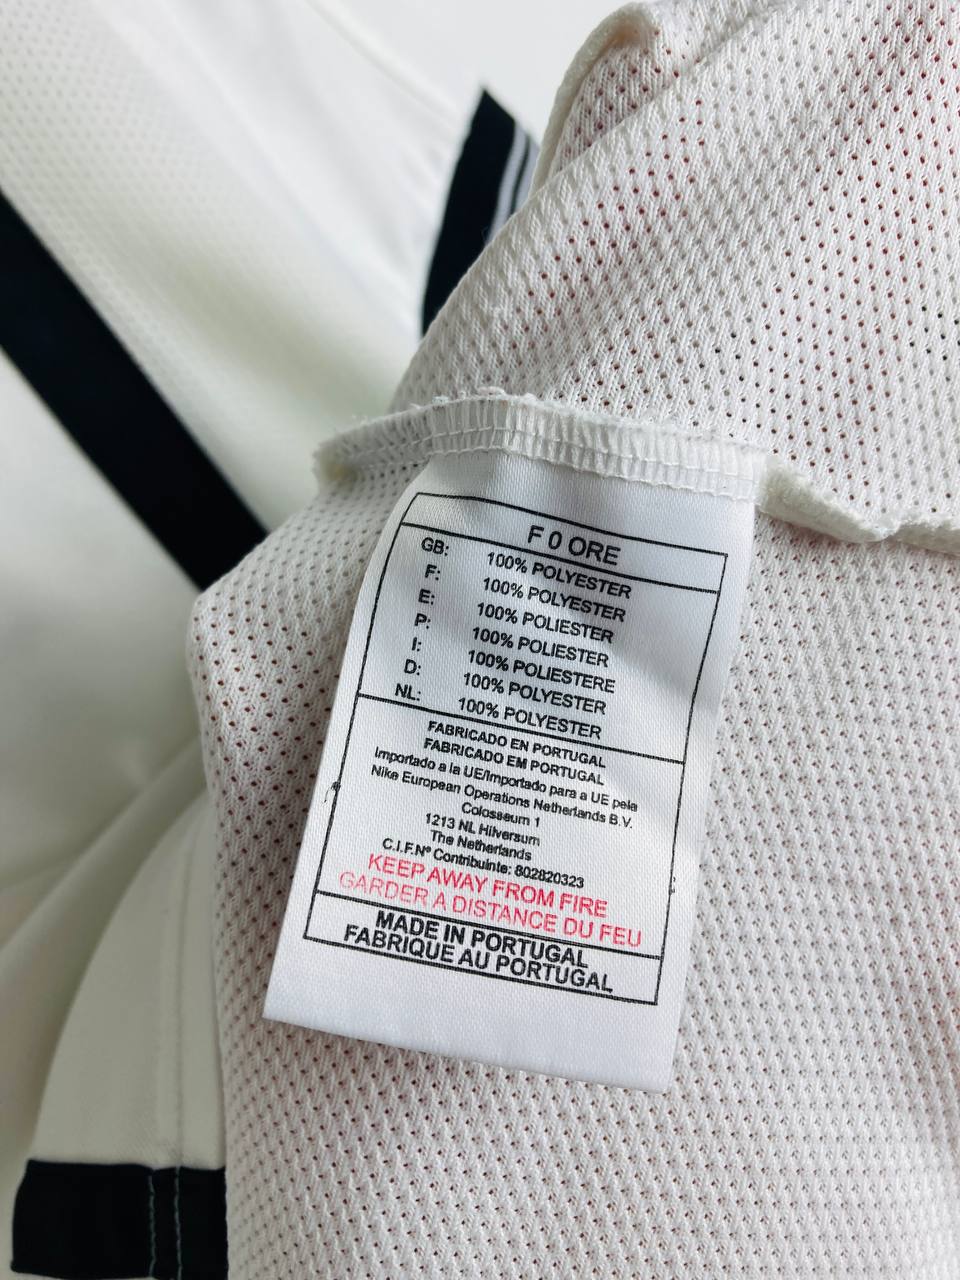 F 0 ORE
GB: 100% POLYESTER
F: 100% POLYESTER
E: 100% POLIESTER
P: 100% POLIESTER
I: 100% POLIESTERE
D: 100% POLYESTER
NL: 100% POLYESTER
FABRICADO EN PORTUGAL
FABRICADO EM PORTUGAL
Importado a la UE/Importado para a UE pela
Nike European Operations Netherlands B.V.
Colosseum 1
1213 NL Hilversum
The Netherlands
C.I.F.Nº Contribuinte: 802820323
KEEP AWAY FROM FIRE
GARDER A DISTANCE DU FEU
MADE IN PORTUGAL
FABRIQUE AU PORTUGAL